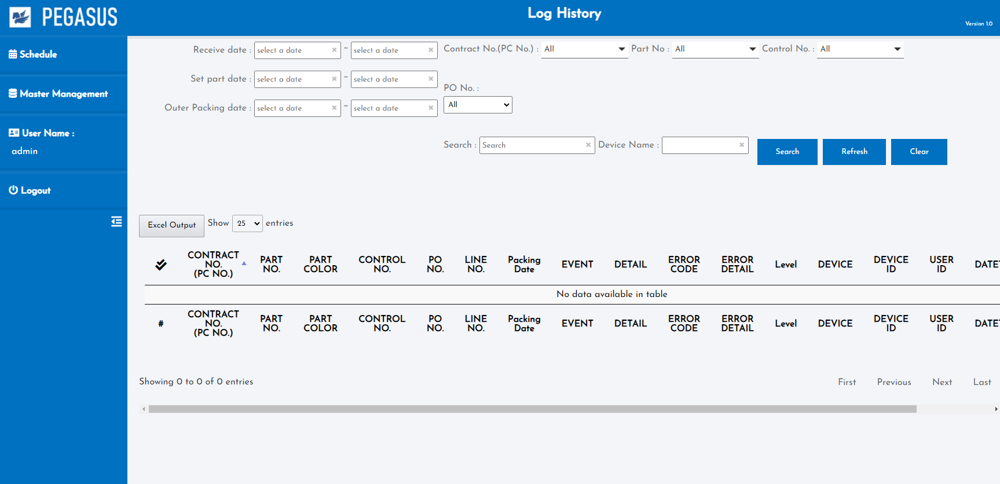 PEGASUS
Log History
Version 1.0
Schedule
Master Management
User Name :
admin
Logout
Receive date : select a date × ~ select a date × Contract No.(PC No.) : All Part No : All Control No. : All
Set part date : select a date × ~ select a date ×
PO No. :
Outer Packing date : select a date × ~ select a date × All
Search : Search × Device Name : × Search Refresh Clear
Excel Output Show 25 entries
CONTRACT NO. (PC NO.) PART NO. PART COLOR CONTROL NO. PO NO. LINE NO. Packing Date EVENT DETAIL ERROR CODE ERROR DETAIL Level DEVICE DEVICE ID USER ID DATE
No data available in table
# CONTRACT NO. (PC NO.) PART NO. PART COLOR CONTROL NO. PO NO. LINE NO. Packing Date EVENT DETAIL ERROR CODE ERROR DETAIL Level DEVICE DEVICE ID USER ID DATE
Showing 0 to 0 of 0 entries First Previous Next Last